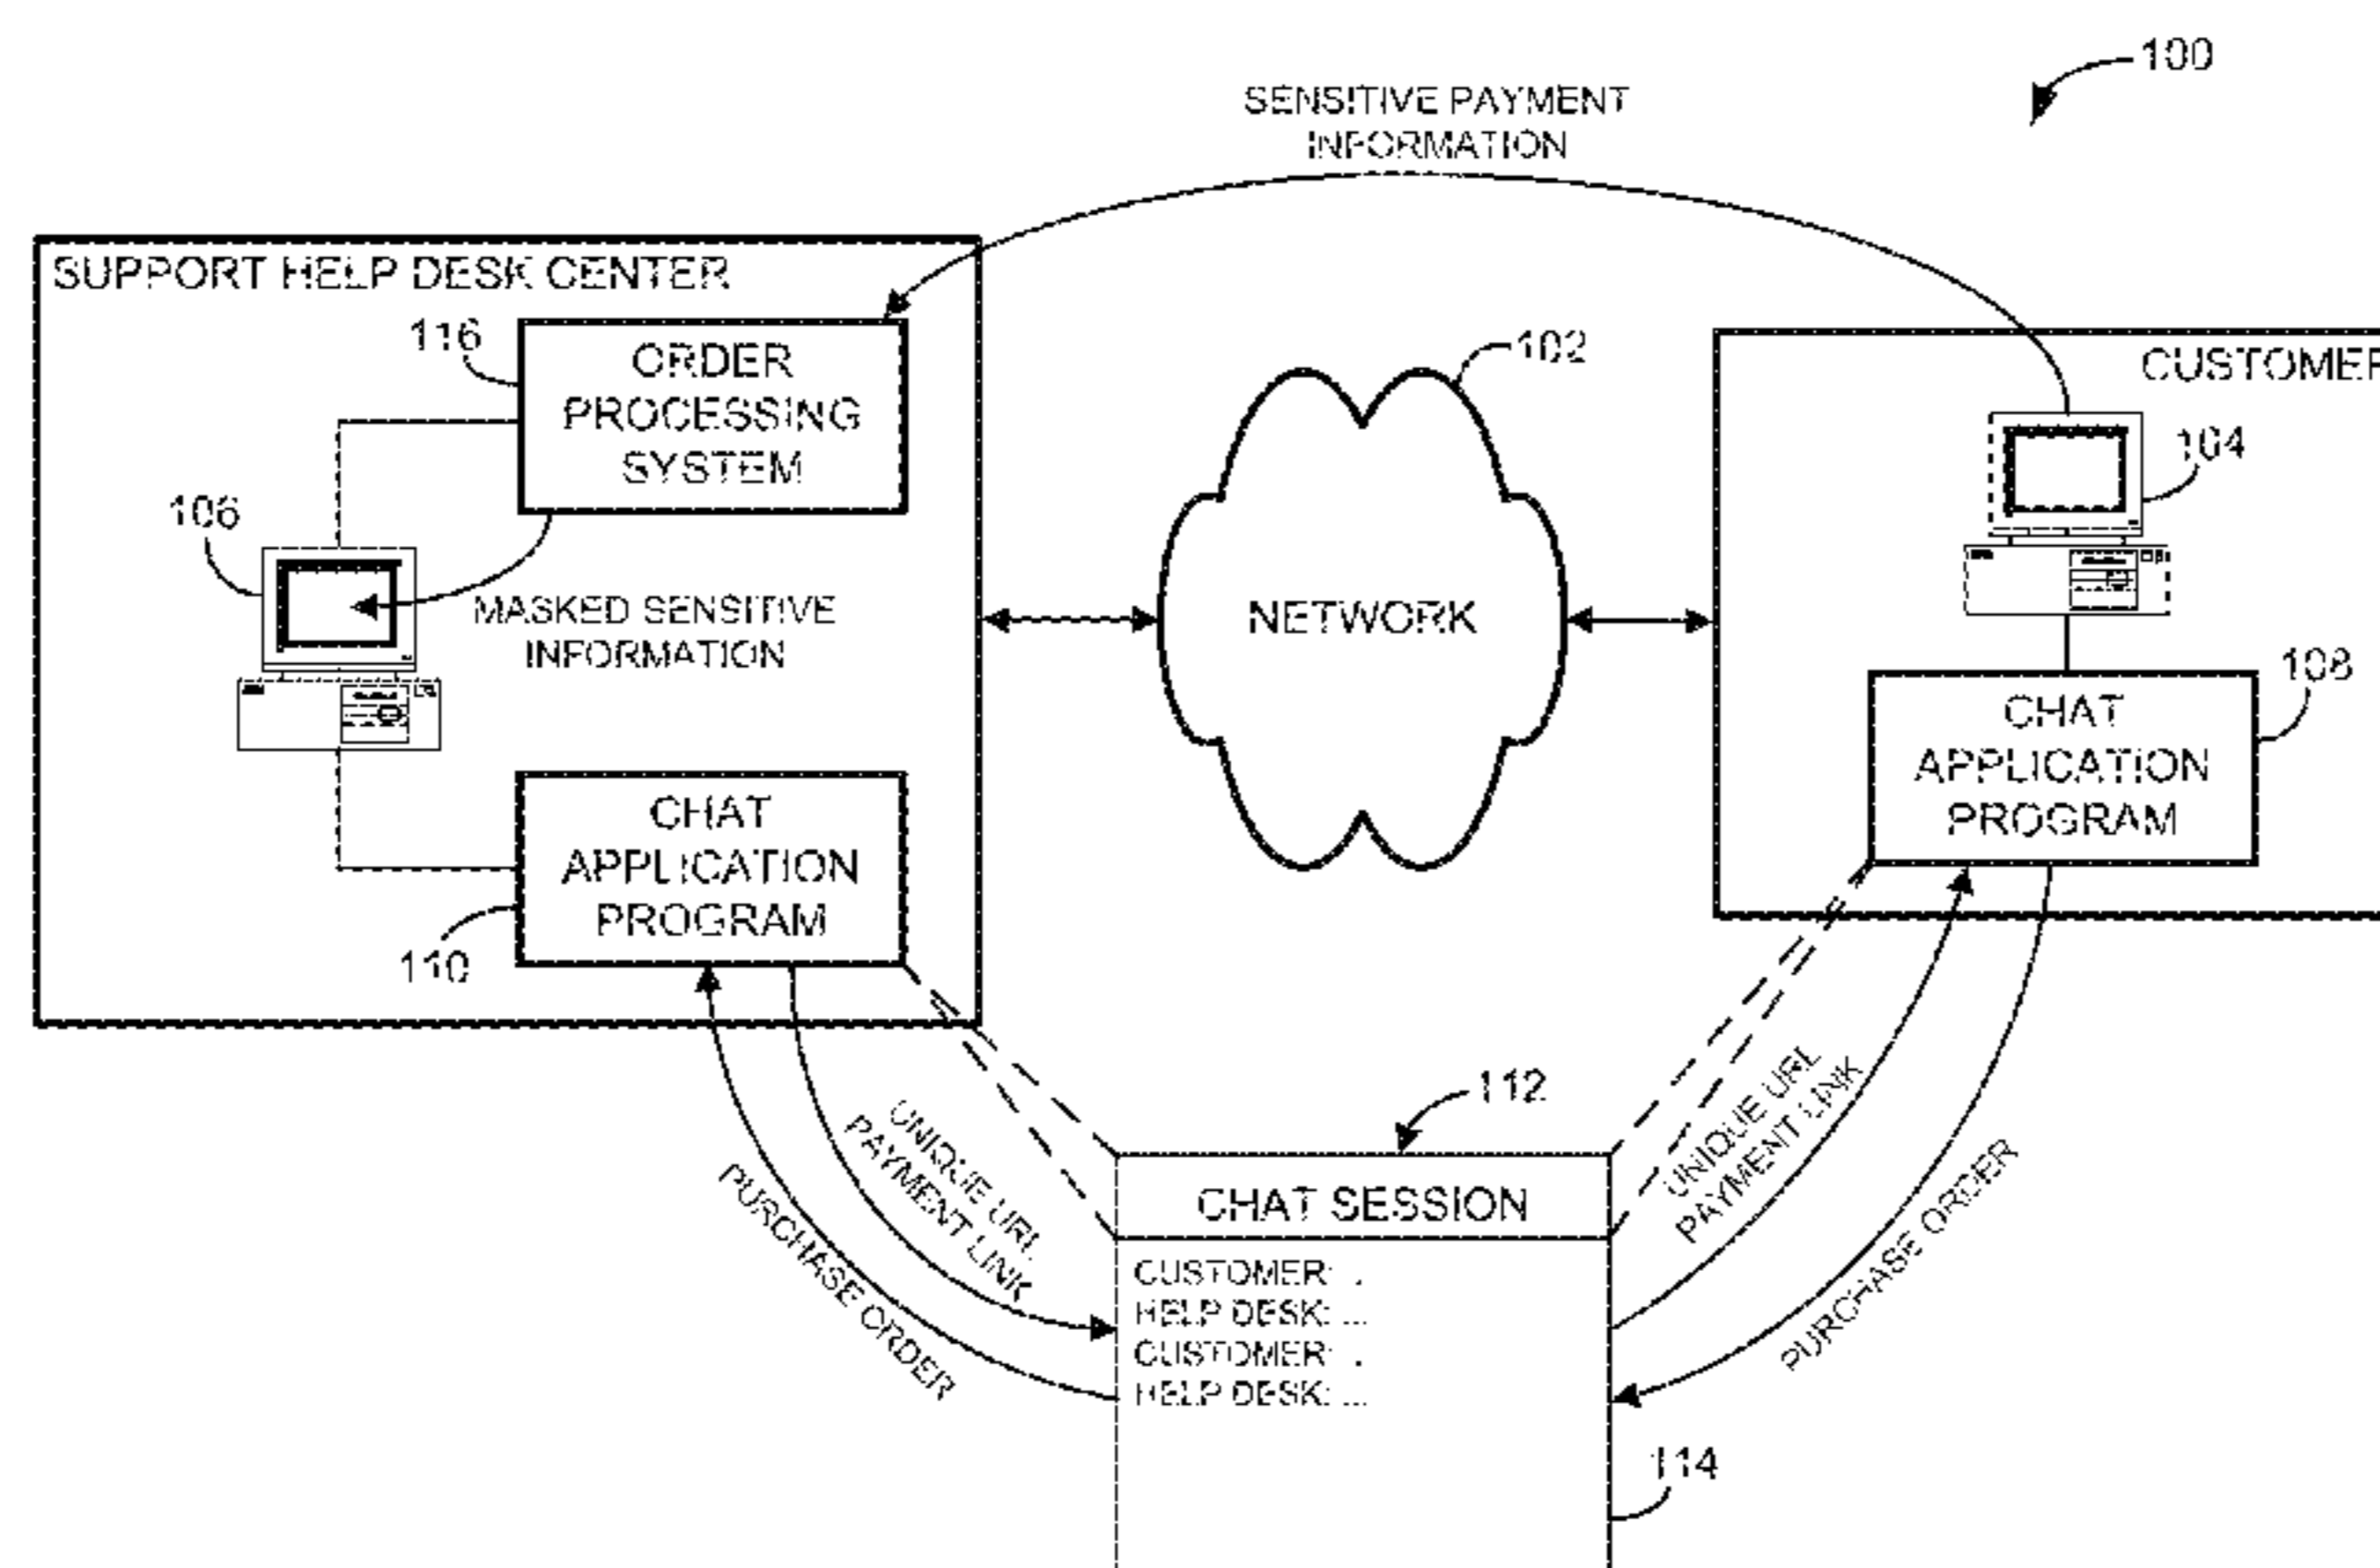 100
SENSITIVE PAYMENT
INFORMATION
SUPPORT HELP DESK CENTER
116
ORDER
PROCESSING
SYSTEM
106
MASKED SENSITIVE
INFORMATION
CHAT
APPLICATION
PROGRAM
110
102
NETWORK
CUSTOMER
104
108
CHAT
APPLICATION
PROGRAM
UNIQUE URL
PAYMENT LINK
PURCHASE ORDER
112
UNIQUE URL
PAYMENT LINK
PURCHASE ORDER
CHAT SESSION
CUSTOMER: ..
HELP DESK: ...
CUSTOMER: ..
HELP DESK: ...
114